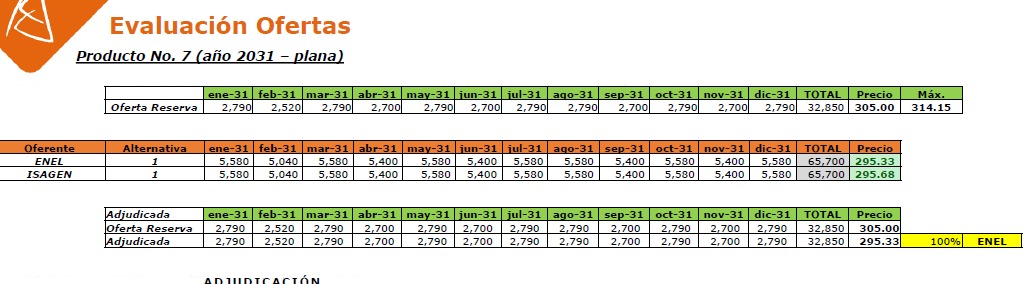 Evaluación Ofertas
Producto No. 7 (año 2031 – plana)
ene-31 feb-31 mar-31 abr-31 may-31 jun-31 jul-31 ago-31 sep-31 oct-31 nov-31 dic-31 TOTAL Precio Máx.
Oferta Reserva 2,790 2,520 2,790 2,700 2,790 2,700 2,790 2,790 2,700 2,790 2,700 2,790 32,850 305.00 314.15
Oferente Alternativa ene-31 feb-31 mar-31 abr-31 may-31 jun-31 jul-31 ago-31 sep-31 oct-31 nov-31 dic-31 TOTAL Precio
ENEL 1 5,580 5,040 5,580 5,400 5,580 5,400 5,580 5,580 5,400 5,580 5,400 5,580 65,700 295.33
ISAGEN 1 5,580 5,040 5,580 5,400 5,580 5,400 5,580 5,580 5,400 5,580 5,400 5,580 65,700 295.68
Adjudicada ene-31 feb-31 mar-31 abr-31 may-31 jun-31 jul-31 ago-31 sep-31 oct-31 nov-31 dic-31 TOTAL Precio
Oferta Reserva 2,790 2,520 2,790 2,700 2,790 2,700 2,790 2,790 2,700 2,790 2,700 2,790 32,850 305.00
Adjudicada 2,790 2,520 2,790 2,700 2,790 2,700 2,790 2,790 2,700 2,790 2,700 2,790 32,850 295.33 100% ENEL
ADJUDICACIÓN